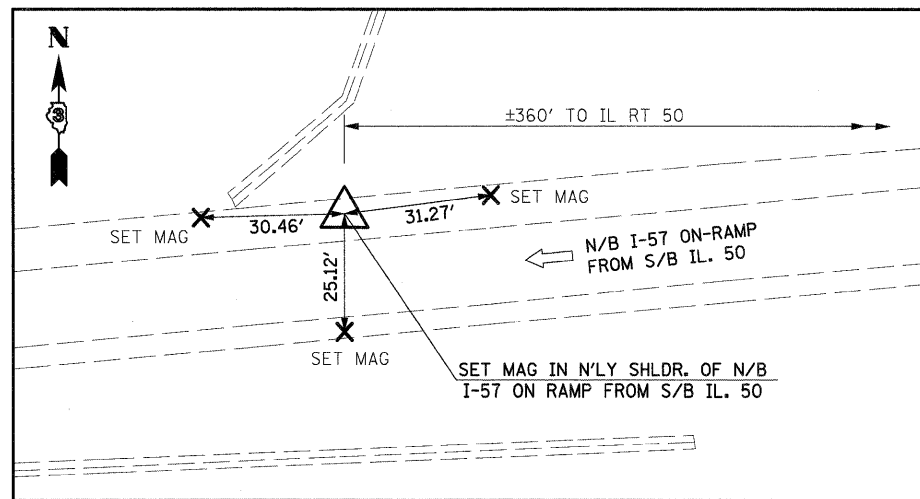 N
3
±360' TO IL RT 50
SET MAG
30.46'
31.27'
SET MAG
25.12'
N/B I-57 ON-RAMP
FROM S/B IL. 50
SET MAG
SET MAG IN N'LY SHLDR. OF N/B
I-57 ON RAMP FROM S/B IL. 50